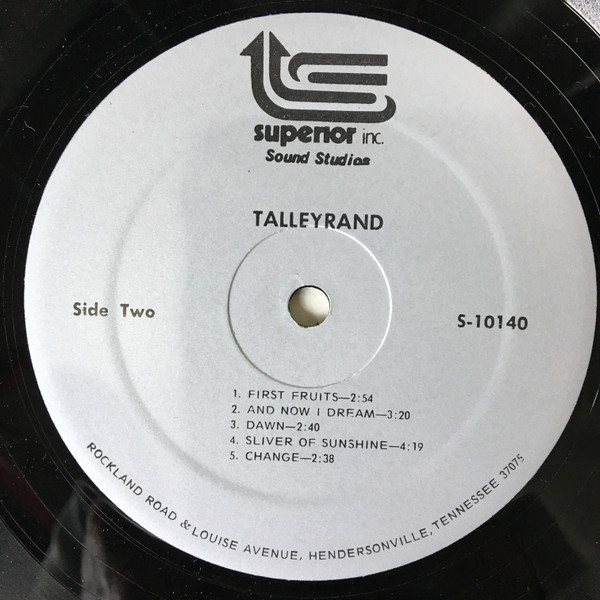 superior inc.
Sound Studios
TALLEYRAND
Side Two
S-10140
1. FIRST FRUITS—2:54
2. AND NOW I DREAM—3:20
3. DAWN—2:40
4. SLIVER OF SUNSHINE—4:19
5. CHANGE—2:38
ROCKLAND ROAD & LOUISE AVENUE, HENDERSONVILLE, TENNESSEE 37075